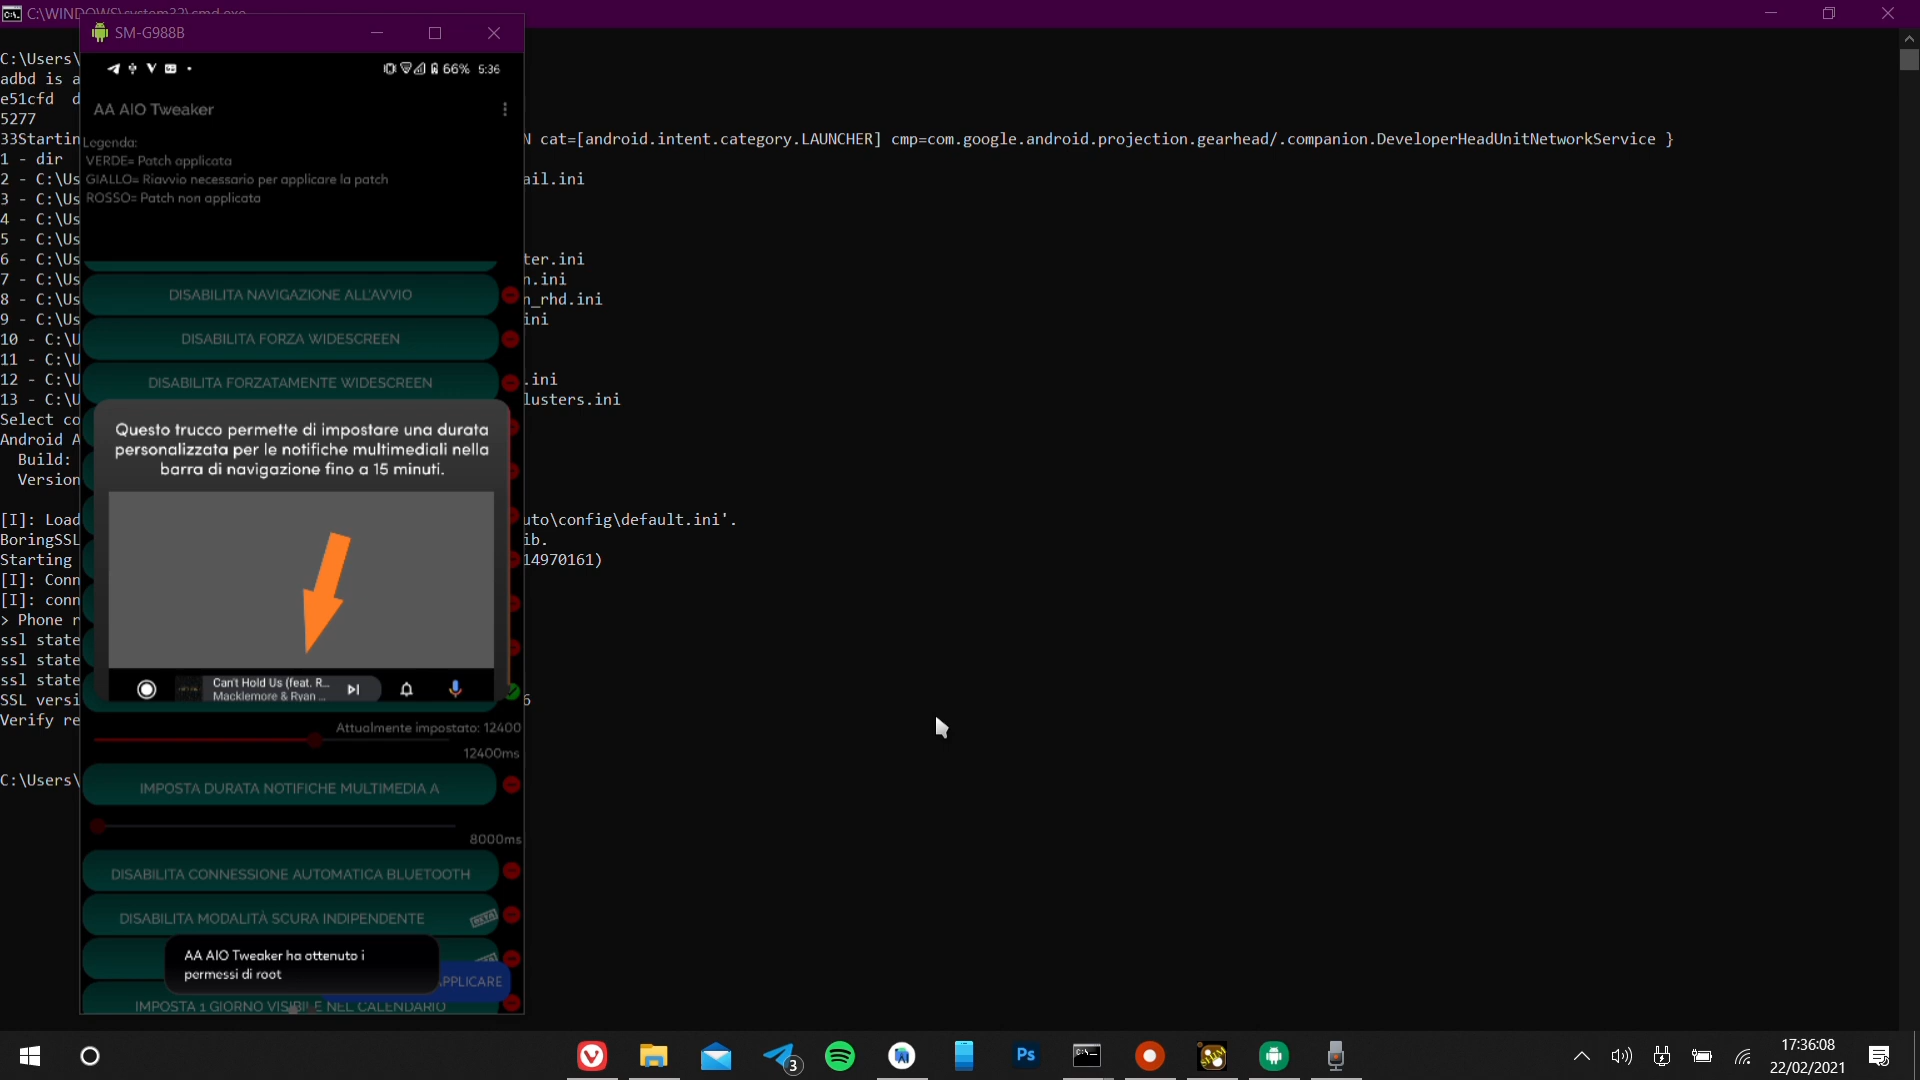 C:\WINDOWS\system32\cmd.exe
SM-G988B
66% 5:36
AA AIO Tweaker
Legenda:
VERDE= Patch applicata
GIALLO= Riavvio necessario per applicare la patch
ROSSO= Patch non applicata
DISABILITA NAVIGAZIONE ALL'AVVIO
DISABILITA FORZA WIDESCREEN
DISABILITA FORZATAMENTE WIDESCREEN
Questo trucco permette di impostare una durata
personalizzata per le notifiche multimediali nella
barra di navigazione fino a 15 minuti.
Can't Hold Us (feat. R...
Macklemore & Ryan ...
Attualmente impostato: 12400
12400ms
IMPOSTA DURATA NOTIFICHE MULTIMEDIA A
8000ms
DISABILITA CONNESSIONE AUTOMATICA BLUETOOTH
DISABILITA MODALITÀ SCURA INDIPENDENTE
AA AIO Tweaker ha ottenuto i
permessi di root
PPLICARE
IMPOSTA 1 GIORNO VISIBILE NEL CALENDARIO
C:\Users\
adbd is a
e51cfd d
5277
33Startin N cat=[android.intent.category.LAUNCHER] cmp=com.google.android.projection.gearhead/.companion.DeveloperHeadUnitNetworkService }
1 - dir
2 - C:\Us ail.ini
3 - C:\Us
4 - C:\Us
5 - C:\Us
6 - C:\Us ter.ini
7 - C:\Us n.ini
8 - C:\Us n_rhd.ini
9 - C:\Us ini
10 - C:\U
11 - C:\U
12 - C:\U .ini
13 - C:\U lusters.ini
Select co
Android A
Build:
Version
[I]: Load uto\config\default.ini'.
BoringSSL ib.
Starting 14970161)
[I]: Conn
[I]: conn
> Phone r
ssl state
ssl state
ssl state
SSL versi 6
Verify re
C:\Users\
3
Ps
17:36:08
22/02/2021